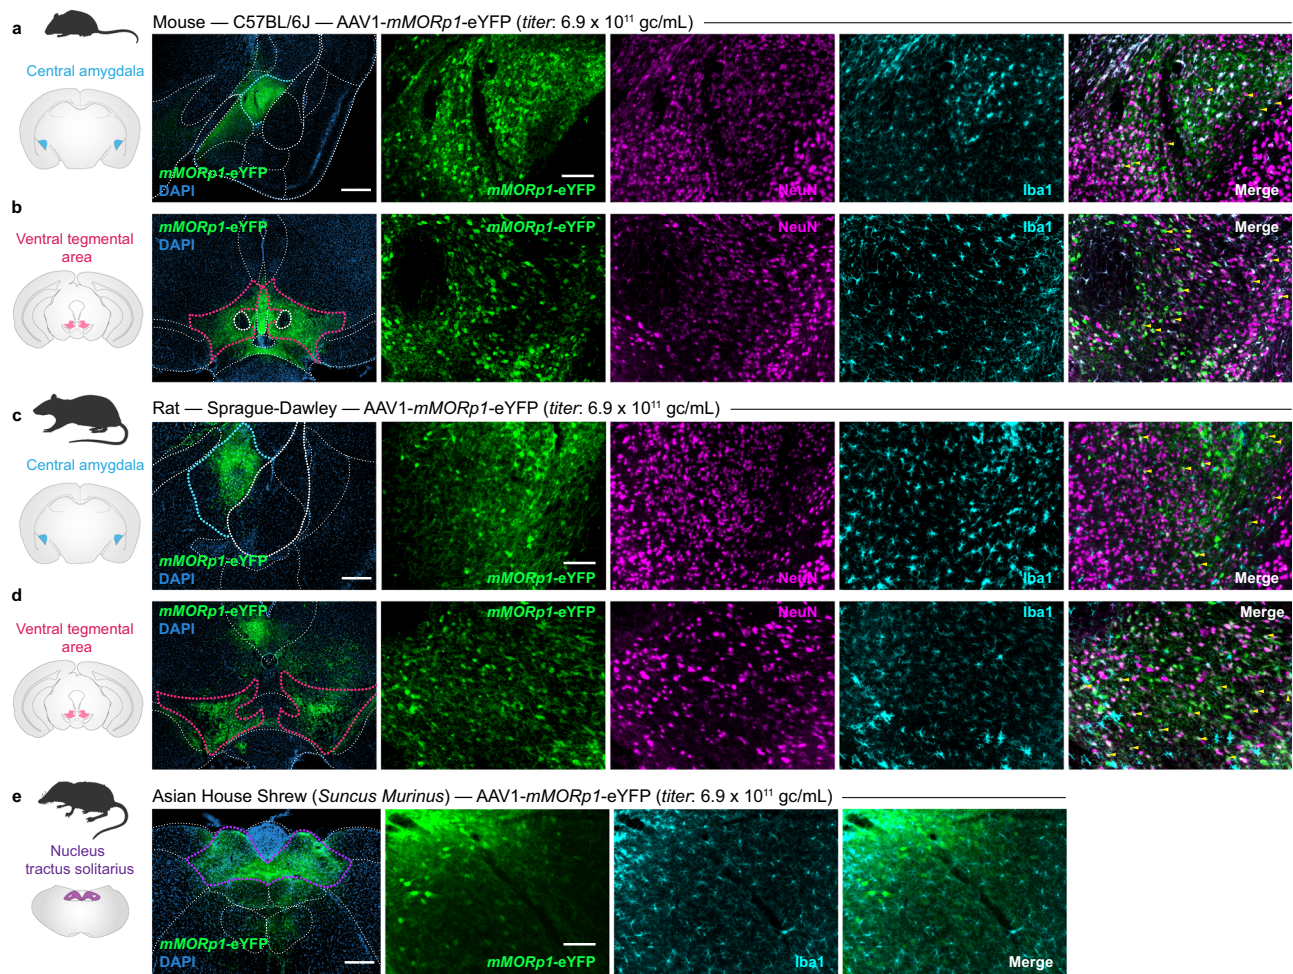 a
Mouse — C57BL/6J — AAV1-mMORp1-eYFP (titer: 6.9 x 10¹¹ gc/mL)
Central amygdala
mMORp1-eYFP
DAPI
mMORp1-eYFP
NeuN
Iba1
Merge
b
Ventral tegmental
area
mMORp1-eYFP
DAPI
mMORp1-eYFP
NeuN
Iba1
Merge
c
Rat — Sprague-Dawley — AAV1-mMORp1-eYFP (titer: 6.9 x 10¹¹ gc/mL)
Central amygdala
mMORp1-eYFP
DAPI
mMORp1-eYFP
NeuN
Iba1
Merge
d
Ventral tegmental
area
mMORp1-eYFP
DAPI
mMORp1-eYFP
NeuN
Iba1
Merge
e
Asian House Shrew (Suncus Murinus) — AAV1-mMORp1-eYFP (titer: 6.9 x 10¹¹ gc/mL)
Nucleus
tractus solitarius
mMORp1-eYFP
DAPI
mMORp1-eYFP
Iba1
Merge